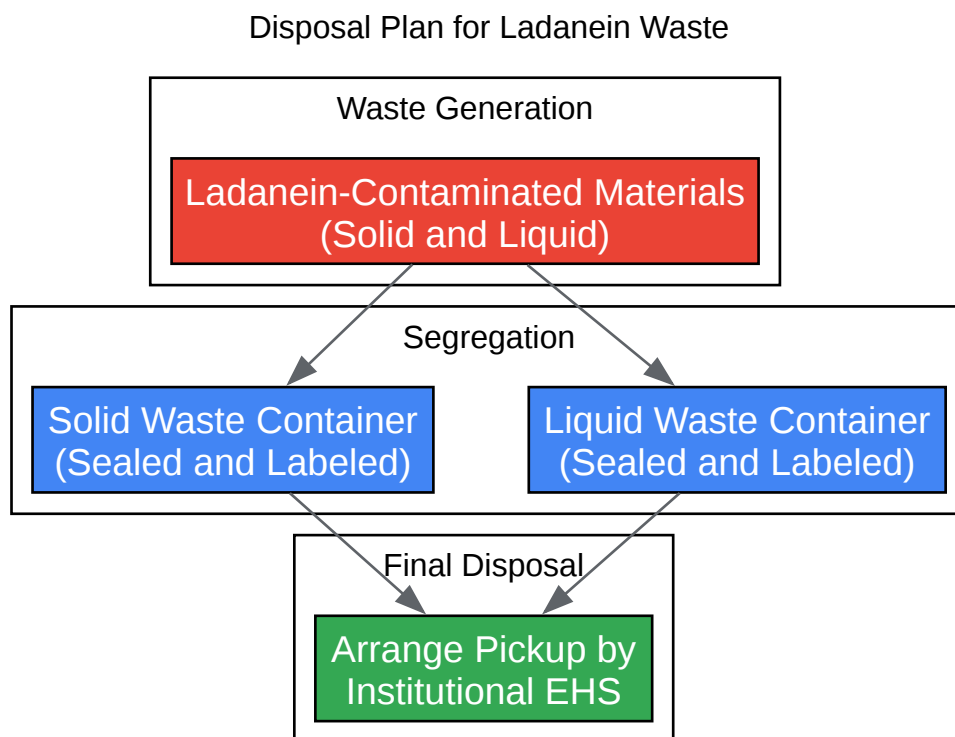 Disposal Plan for Ladanein Waste
Waste Generation
Ladanein-Contaminated Materials
(Solid and Liquid)
Segregation
Solid Waste Container
(Sealed and Labeled)
Liquid Waste Container
(Sealed and Labeled)
Final Disposal
Arrange Pickup by
Institutional EHS